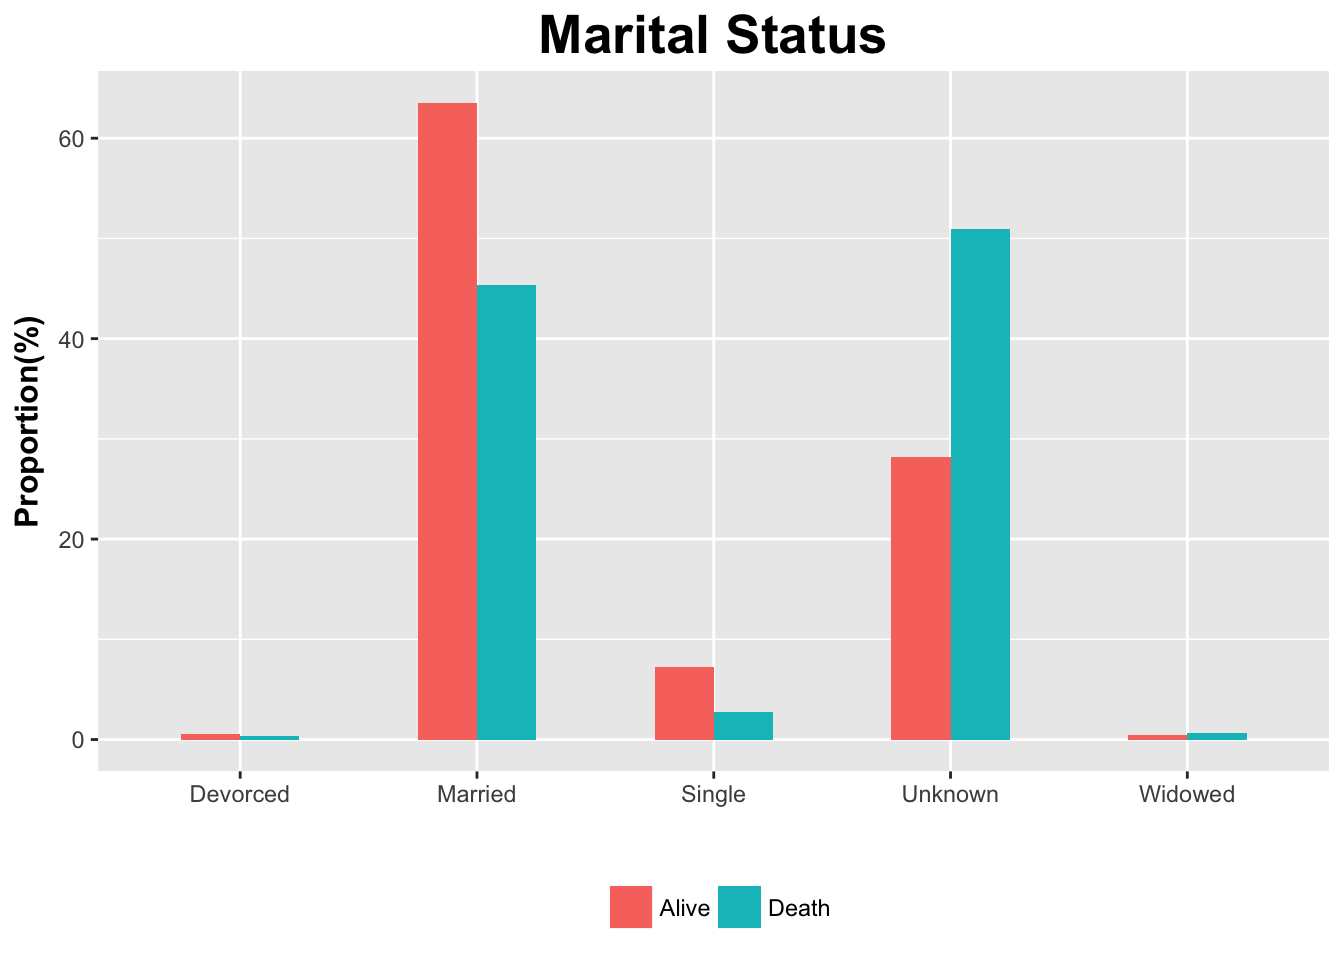 Marital Status
Proportion(%)
60
40
20
0
Devorced Married Single Unknown Widowed
Alive Death